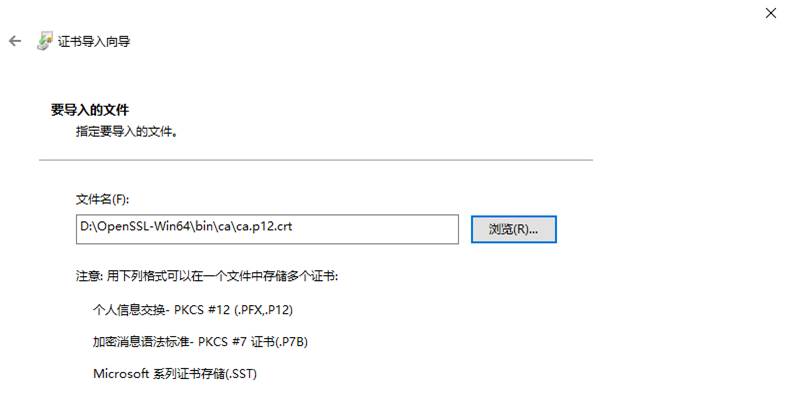 证书导入向导
要导入的文件
指定要导入的文件。
文件名(F):
D:\OpenSSL-Win64\bin\ca\ca.p12.crt
浏览(R)...
注意: 用下列格式可以在一个文件中存储多个证书:
个人信息交换- PKCS #12 (.PFX,.P12)
加密消息语法标准- PKCS #7 证书(.P7B)
Microsoft 系列证书存储(.SST)